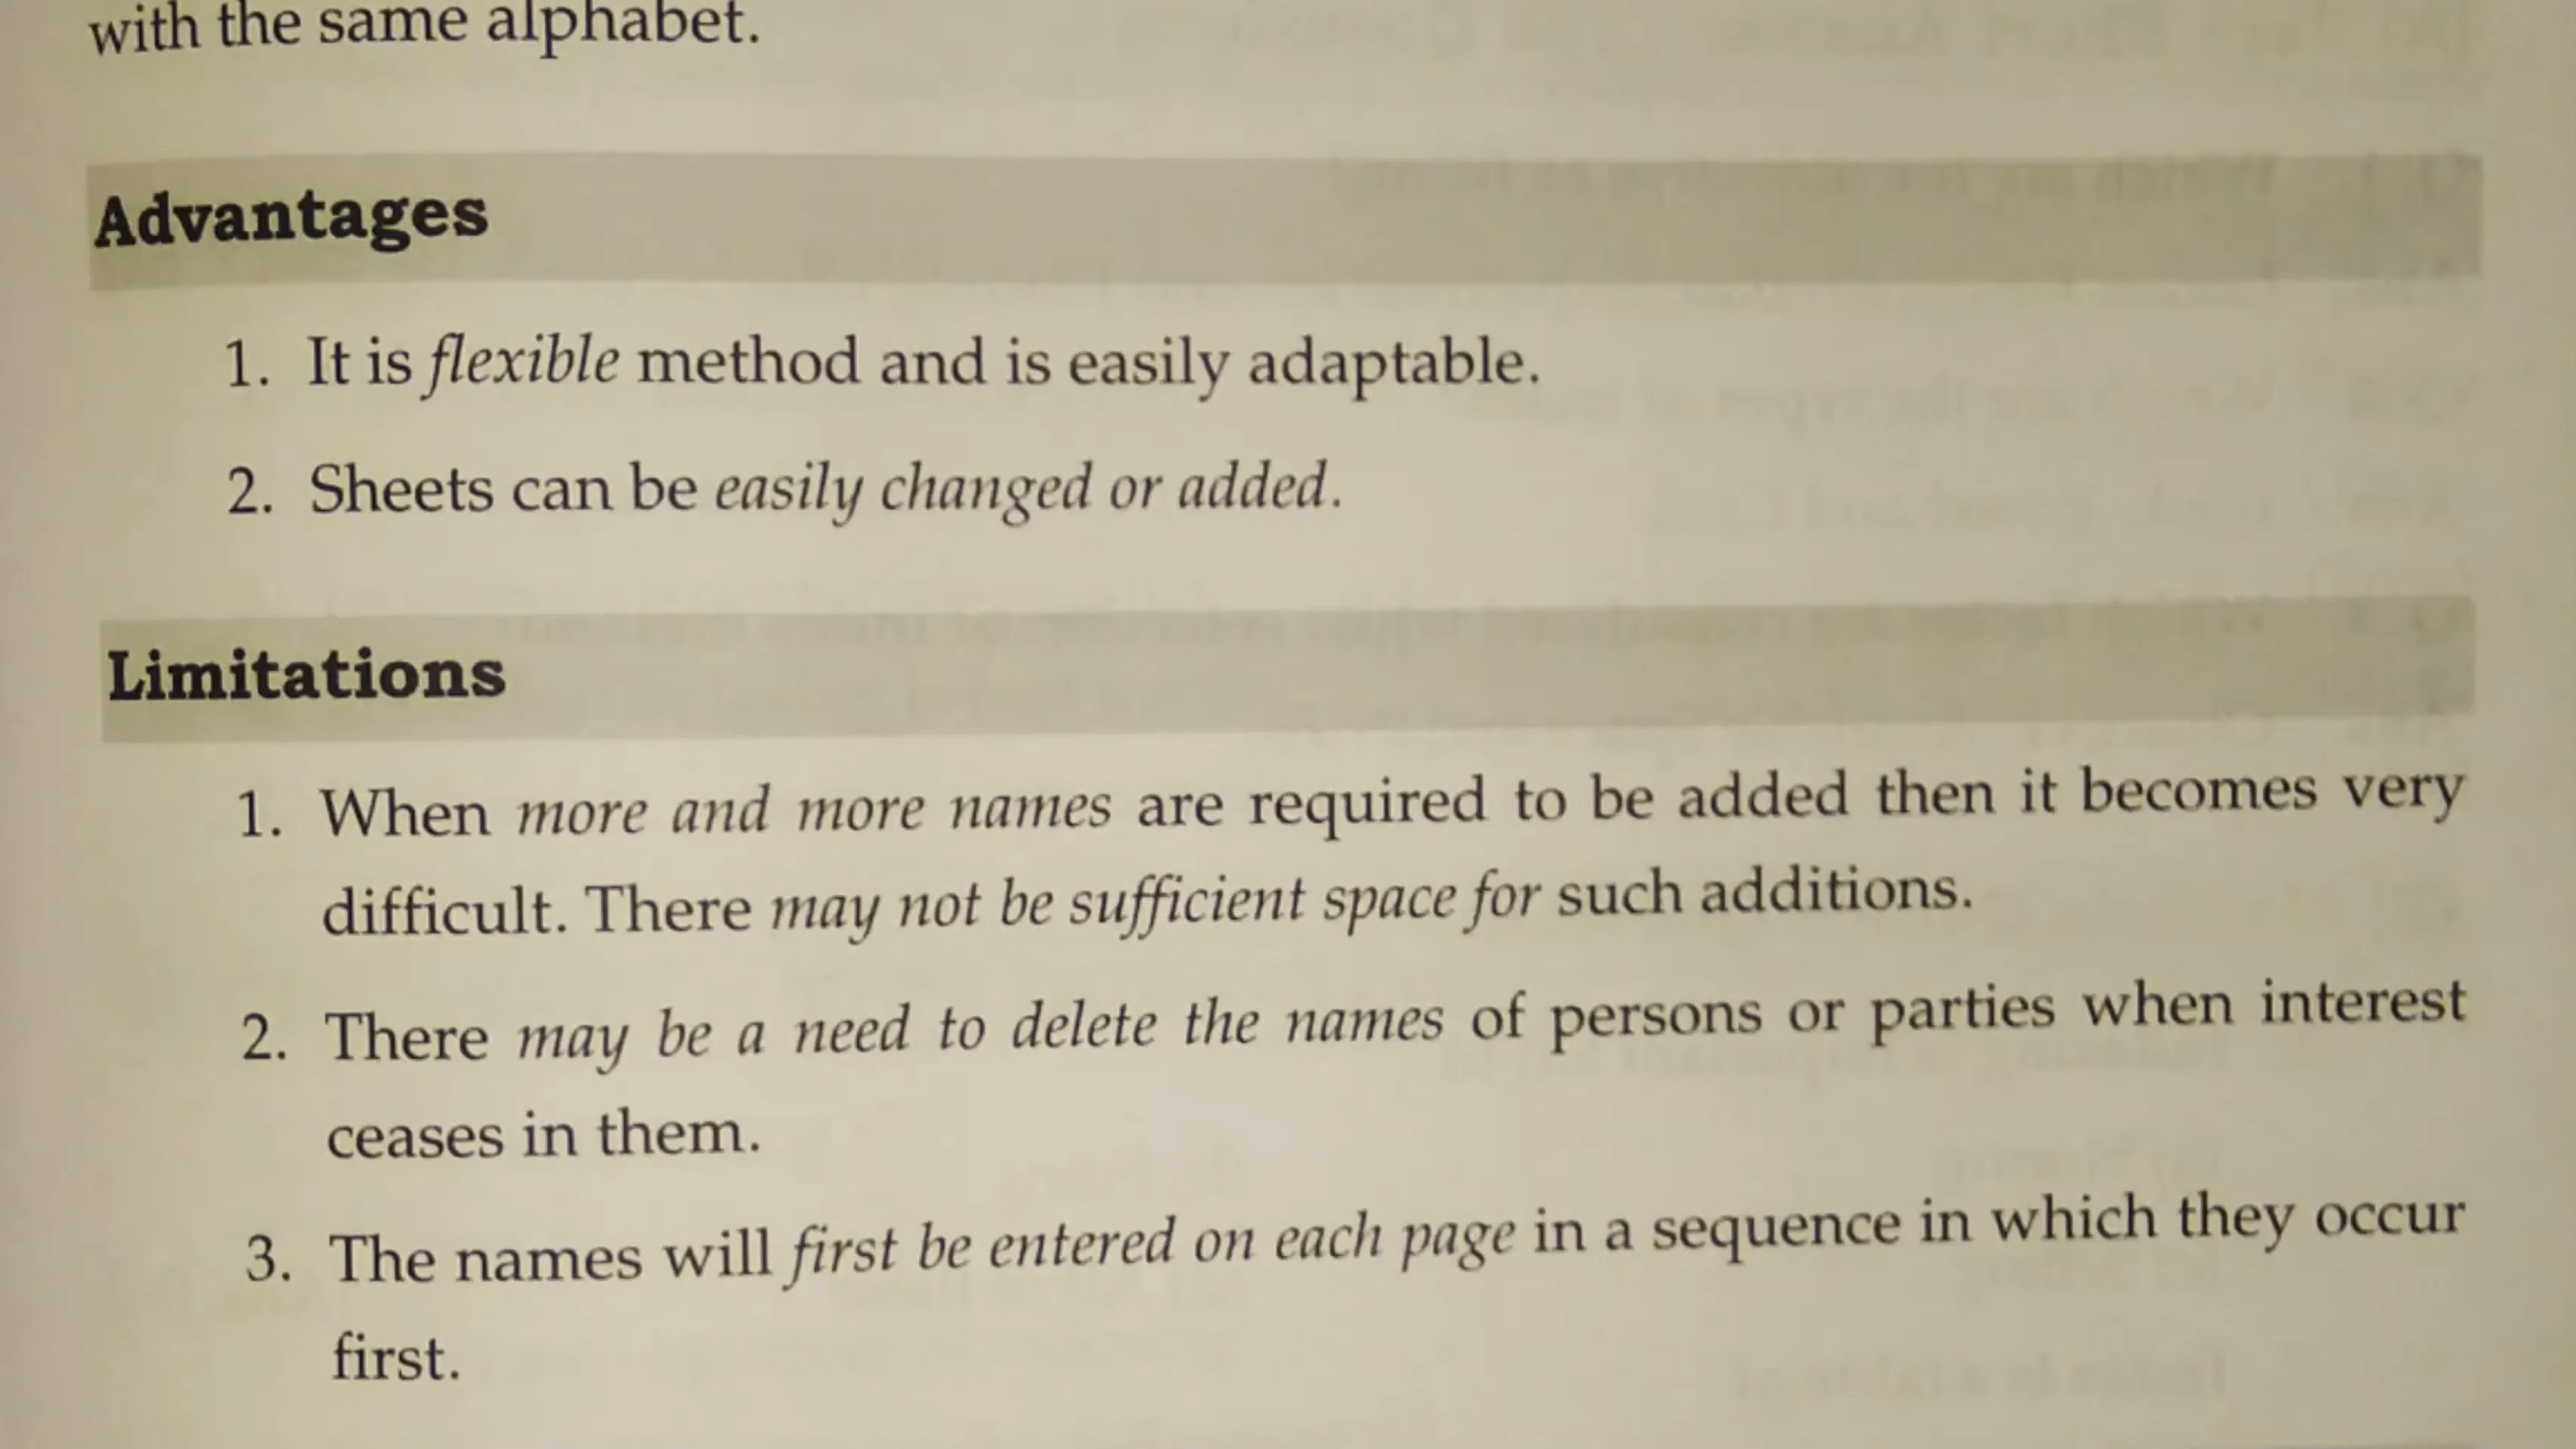 with the same alphabet.
Advantages
1. It is flexible method and is easily adaptable.
2. Sheets can be easily changed or added.
Limitations
1. When more and more names are required to be added then it becomes very
difficult. There may not be sufficient space for such additions.
2. There may be a need to delete the names of persons or parties when interest
ceases in them.
3. The names will first be entered on each page in a sequence in which they occur
first.